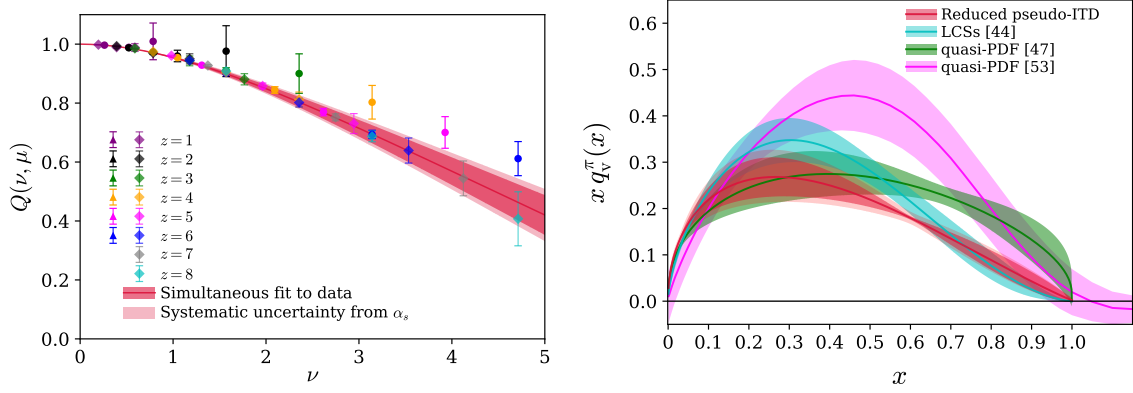 1.0
0.8
0.6
0.4
0.2
0.0
Q(ν, μ)
z = 1
z = 2
z = 3
z = 4
z = 5
z = 6
z = 7
z = 8
Simultaneous fit to data
Systematic uncertainty from αₛ
0 1 2 3 4 5
ν
Reduced pseudo-ITD
LCSs [44]
quasi-PDF [47]
quasi-PDF [53]
0.6
0.5
0.4
0.3
0.2
0.1
0.0
x qᵥ^π(x)
0 0.1 0.2 0.3 0.4 0.5 0.6 0.7 0.8 0.9 1.0
x